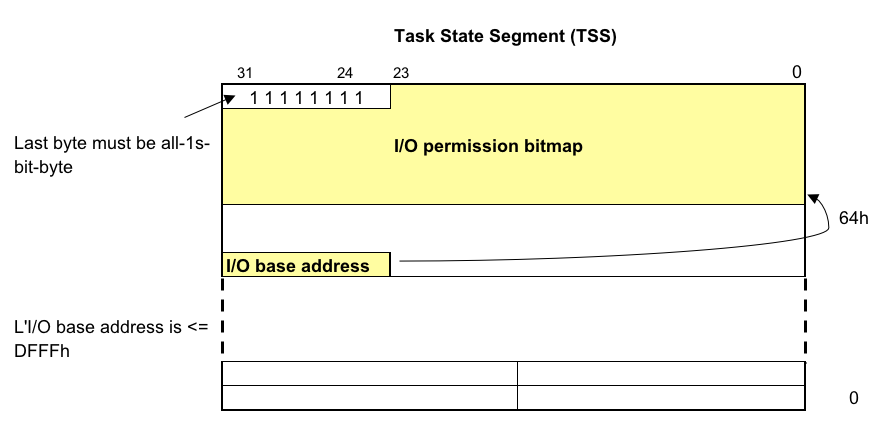 Task State Segment (TSS)
31 24 23 0
1 1 1 1 1 1 1 1
Last byte must be all-1s-
bit-byte
I/O permission bitmap
64h
I/O base address
L'I/O base address is <=
DFFFh
0